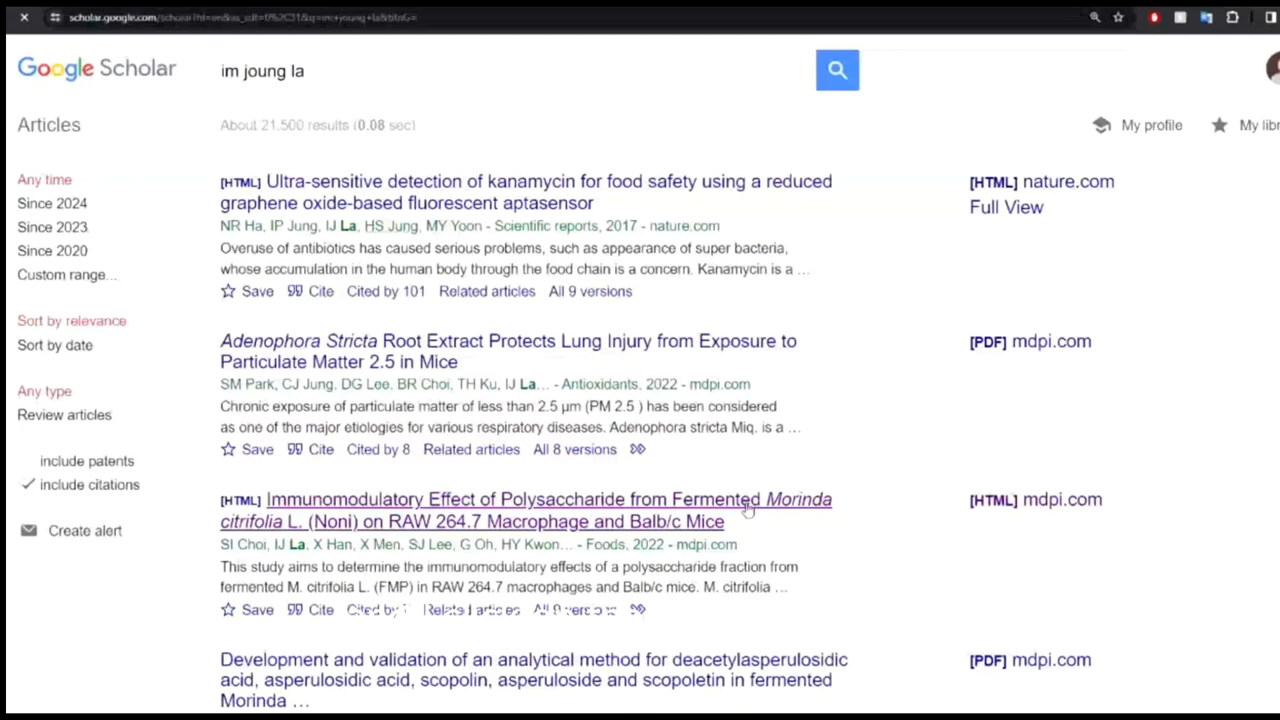 scholar.google.com/scholar?hl=en&as_sdt=0%2C31&q=im+joung+la&btnG=
Google Scholar
im joung la
Articles
About 21,500 results (0.08 sec)
My profile
My libr
Any time
Since 2024
Since 2023
Since 2020
Custom range...
Sort by relevance
Sort by date
Any type
Review articles
include patents
include citations
Create alert
[HTML] Ultra-sensitive detection of kanamycin for food safety using a reduced
graphene oxide-based fluorescent aptasensor
NR Ha, IP Jung, IJ La, HS Jung, MY Yoon - Scientific reports, 2017 - nature.com
Overuse of antibiotics has caused serious problems, such as appearance of super bacteria,
whose accumulation in the human body through the food chain is a concern. Kanamycin is a ...
Save Cite Cited by 101 Related articles All 9 versions
[HTML] nature.com
Full View
Adenophora Stricta Root Extract Protects Lung Injury from Exposure to
Particulate Matter 2.5 in Mice
SM Park, CJ Jung, DG Lee, BR Choi, TH Ku, IJ La... - Antioxidants, 2022 - mdpi.com
Chronic exposure of particulate matter of less than 2.5 μm (PM 2.5 ) has been considered
as one of the major etiologies for various respiratory diseases. Adenophora stricta Miq. is a ...
Save Cite Cited by 8 Related articles All 8 versions
[PDF] mdpi.com
[HTML] Immunomodulatory Effect of Polysaccharide from Fermented Morinda
citrifolia L. (Noni) on RAW 264.7 Macrophage and Balb/c Mice
SI Choi, IJ La, X Han, X Men, SJ Lee, G Oh, HY Kwon... - Foods, 2022 - mdpi.com
This study aims to determine the immunomodulatory effects of a polysaccharide fraction from
fermented M. citrifolia L. (FMP) in RAW 264.7 macrophages and Balb/c mice. M. citrifolia ...
Save Cite Cited by Related articles All 9 versions
[HTML] mdpi.com
Development and validation of an analytical method for deacetylasperulosidic
acid, asperulosidic acid, scopolin, asperuloside and scopoletin in fermented
Morinda ...
[PDF] mdpi.com